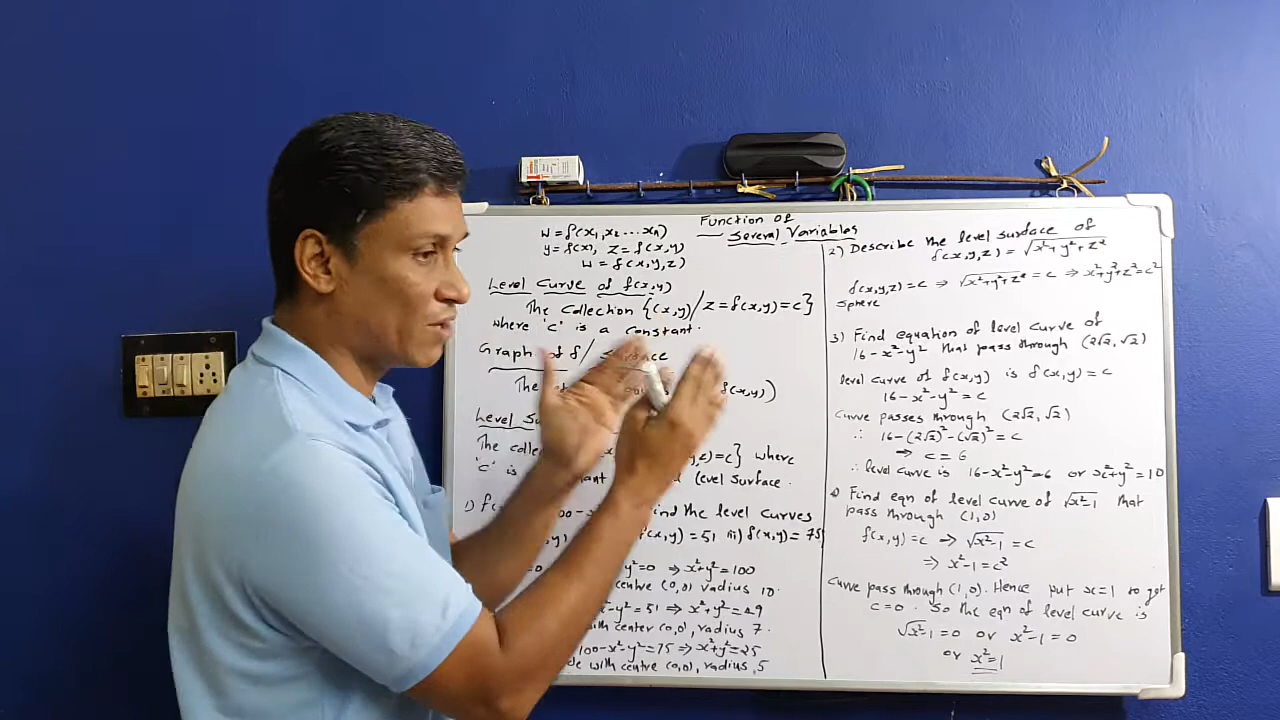 Function of
Several Variables
W = f(x₁, x₂ ... xₙ)
y = f(x), z = f(x,y)
w = f(x,y,z)
Level Curve of f(x,y)
The Collection {(x,y) / z = f(x,y) = c}
where 'c' is a constant.
Graph of f /
The f(x,y))
Level
The z) = c} where
'c' is Level Surface.
1) find the level curves
f(x,y) = 51 iii) f(x,y) = 75
y² = 0 ⇒ x² + y² = 100
centre (0,0) radius 10
x² - y² = 51 ⇒ x² + y² = 49
with center (0,0), radius 7.
100 - x² - y² = 75 ⇒ x² + y² = 25
with centre (0,0), radius 5
2) Describe the level surface of
f(x,y,z) = √x² + y² + z²
f(x,y,z) = c ⇒ √x² + y² + z² = c ⇒ x² + y² + z² = c²
sphere
3) Find equation of level curve of
16 - x² - y² that pass through (2√2, √2)
level curve of f(x,y) is f(x,y) = c
16 - x² - y² = c
Curve passes through (2√2, √2)
∴ 16 - (2√2)² - (√2)² = c
⇒ c = 6
∴ level curve is 16 - x² - y² = 6 or x² + y² = 10
Find eqn of level curve of √x²-1 that
pass through (1,0)
f(x,y) = c ⇒ √x²-1 = c
⇒ x² - 1 = c²
Curve pass through (1,0). Hence put x = 1 to get
c = 0. So the eqn of level curve is
√x²-1 = 0 or x² - 1 = 0
or x² = 1